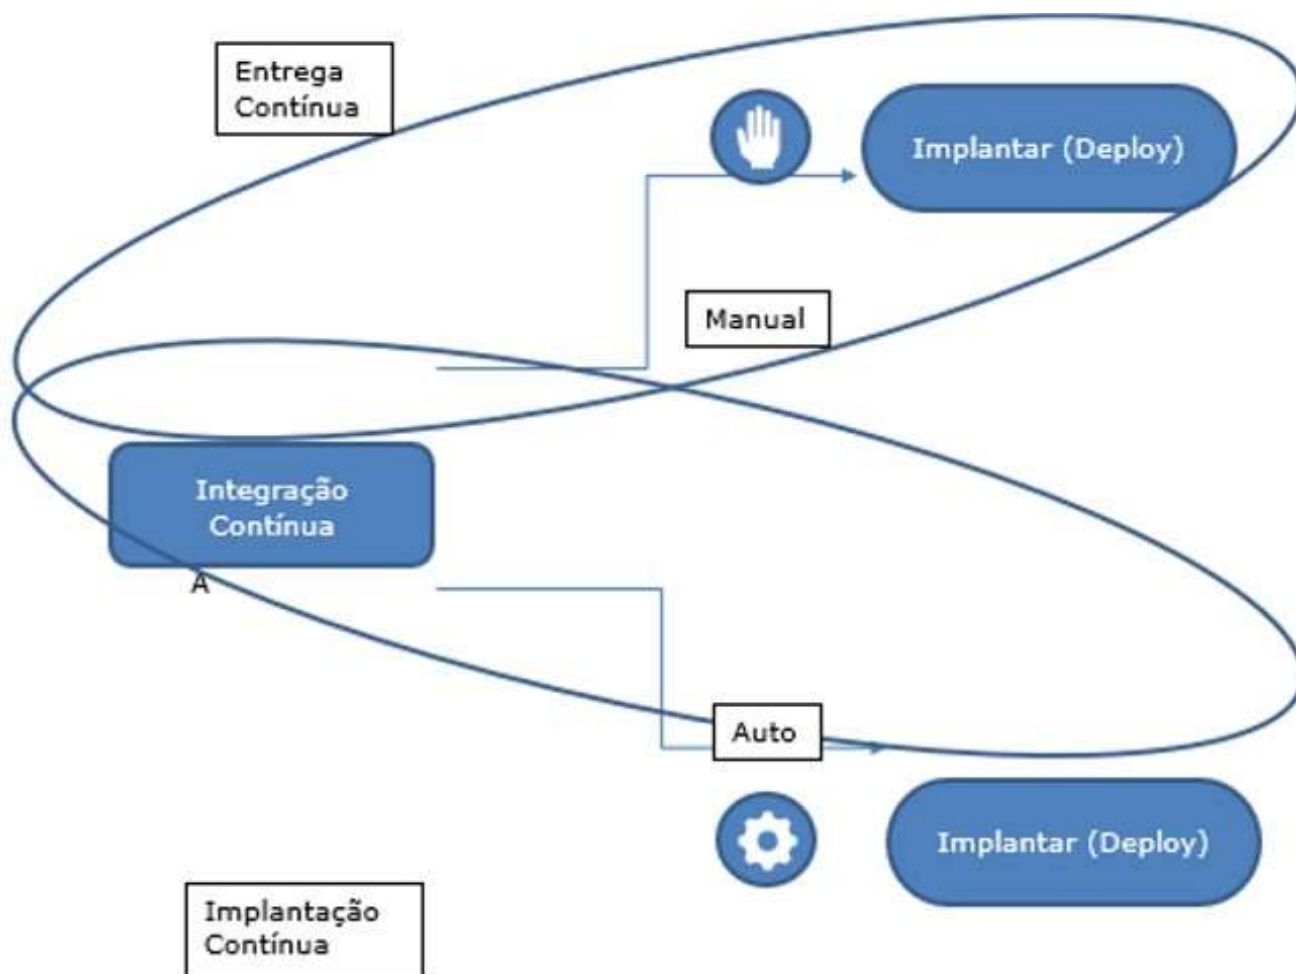 Entrega
Contínua
Implantar (Deploy)
Manual
Integração
Contínua
A
Auto
Implantar (Deploy)
Implantação
Contínua